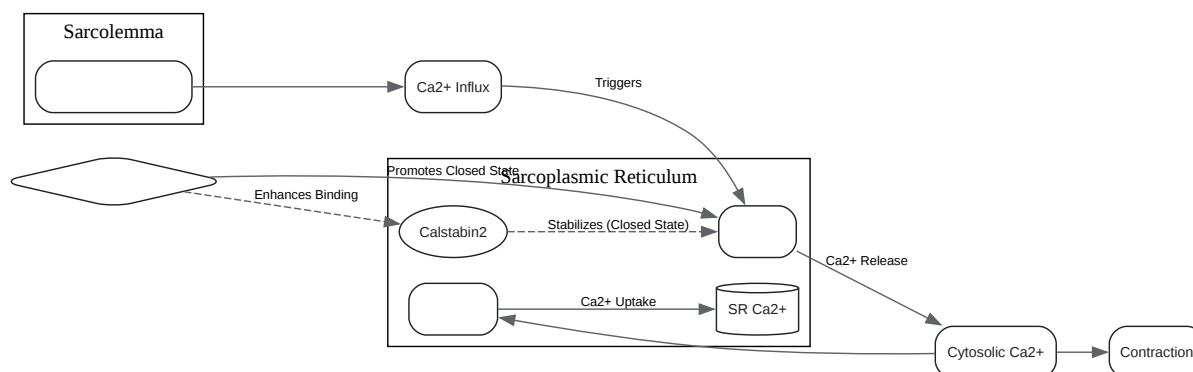 Sarcolemma
Ca2+ Influx
Triggers
Promotes Closed State
Sarcoplasmic Reticulum
Enhances Binding
Calstabin2
Stabilizes (Closed State)
Ca2+ Release
Ca2+ Uptake
SR Ca2+
Cytosolic Ca2+
Contraction